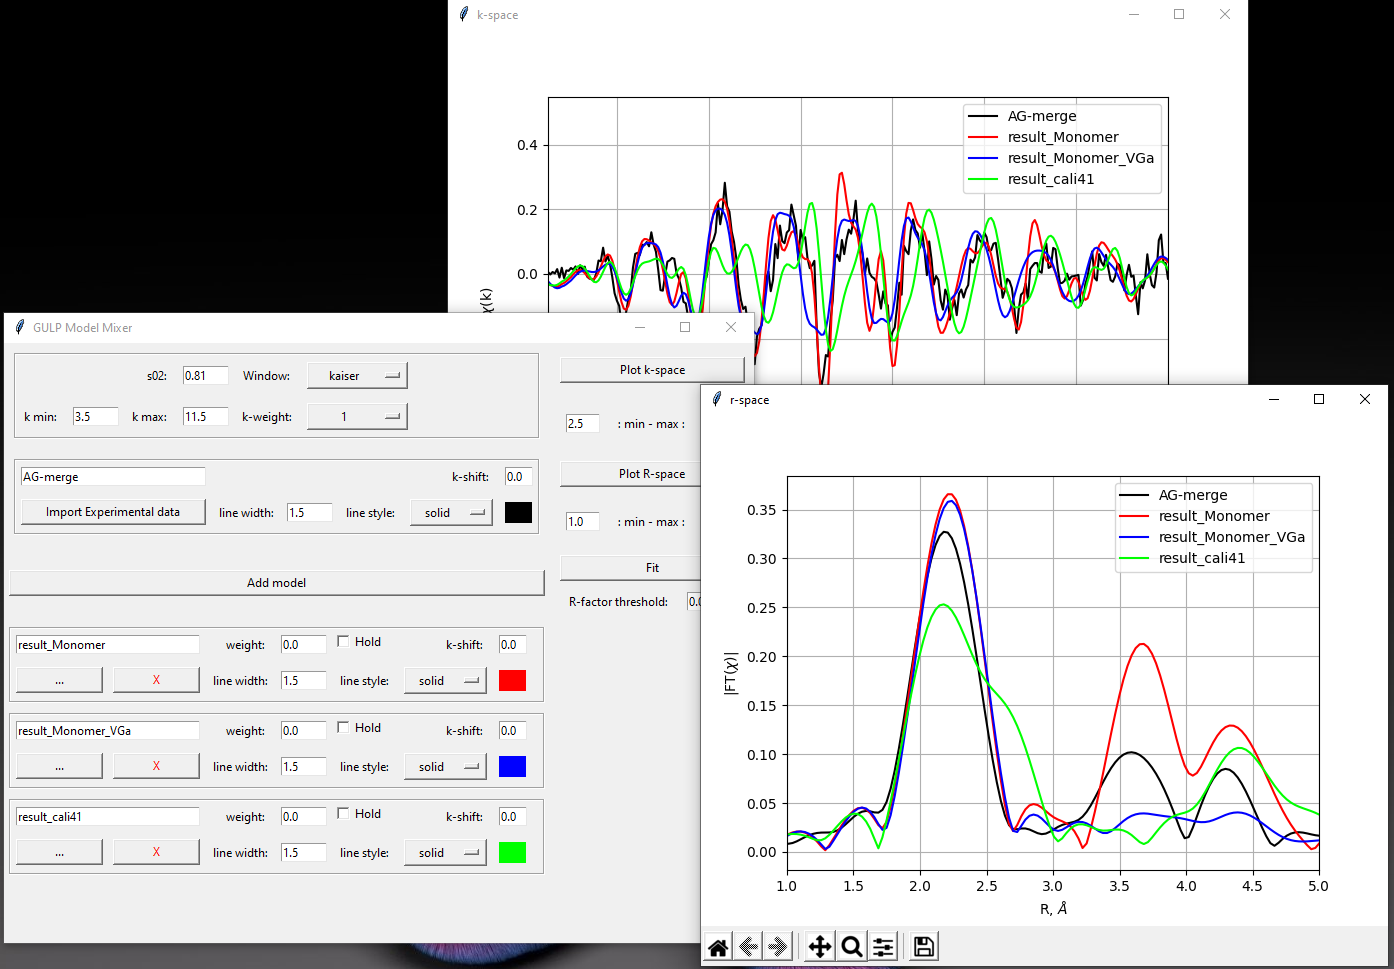 k-space
AG-merge
result_Monomer
result_Monomer_VGa
result_cali41
0.4
0.2
0.0
χ(k)
GULP Model Mixer
s02: 0.81 Window: kaiser
k min: 3.5 k max: 11.5 k-weight: 1
AG-merge k-shift: 0.0
Import Experimental data line width: 1.5 line style: solid
Add model
result_Monomer weight: 0.0 Hold k-shift: 0.0
... X line width: 1.5 line style: solid
result_Monomer_VGa weight: 0.0 Hold k-shift: 0.0
... X line width: 1.5 line style: solid
result_cali41 weight: 0.0 Hold k-shift: 0.0
... X line width: 1.5 line style: solid
Plot k-space
2.5 : min - max :
Plot R-space
1.0 : min - max :
Fit
R-factor threshold:
r-space
AG-merge
result_Monomer
result_Monomer_VGa
result_cali41
0.35
0.30
0.25
0.20
0.15
0.10
0.05
0.00
|FT(χ)|
1.0 1.5 2.0 2.5 3.0 3.5 4.0 4.5 5.0
R, Å